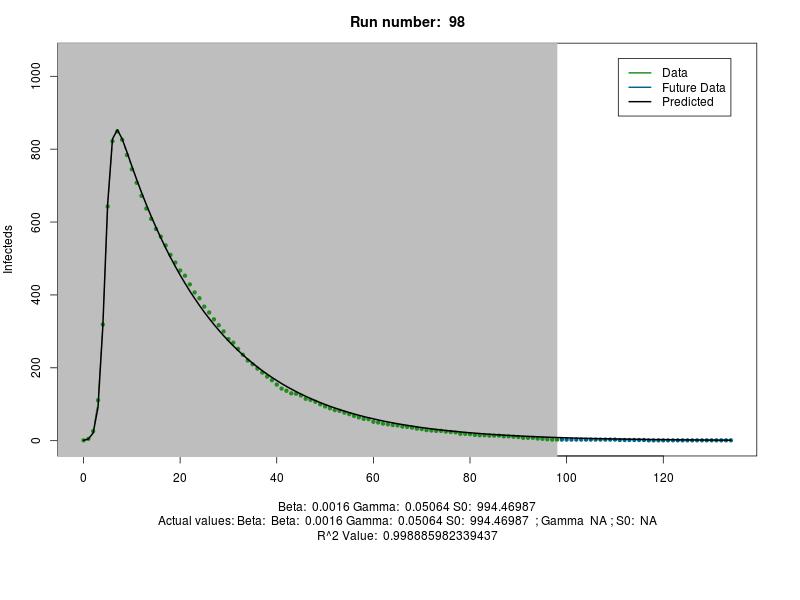 Run number: 98
1000
800
600
400
200
0
Infecteds
Data
Future Data
Predicted
0 20 40 60 80 100 120
Beta: 0.0016 Gamma: 0.05064 S0: 994.46987
Actual values: Beta: Beta: 0.0016 Gamma: 0.05064 S0: 994.46987 ; Gamma NA ; S0: NA
R^2 Value: 0.998885982339437